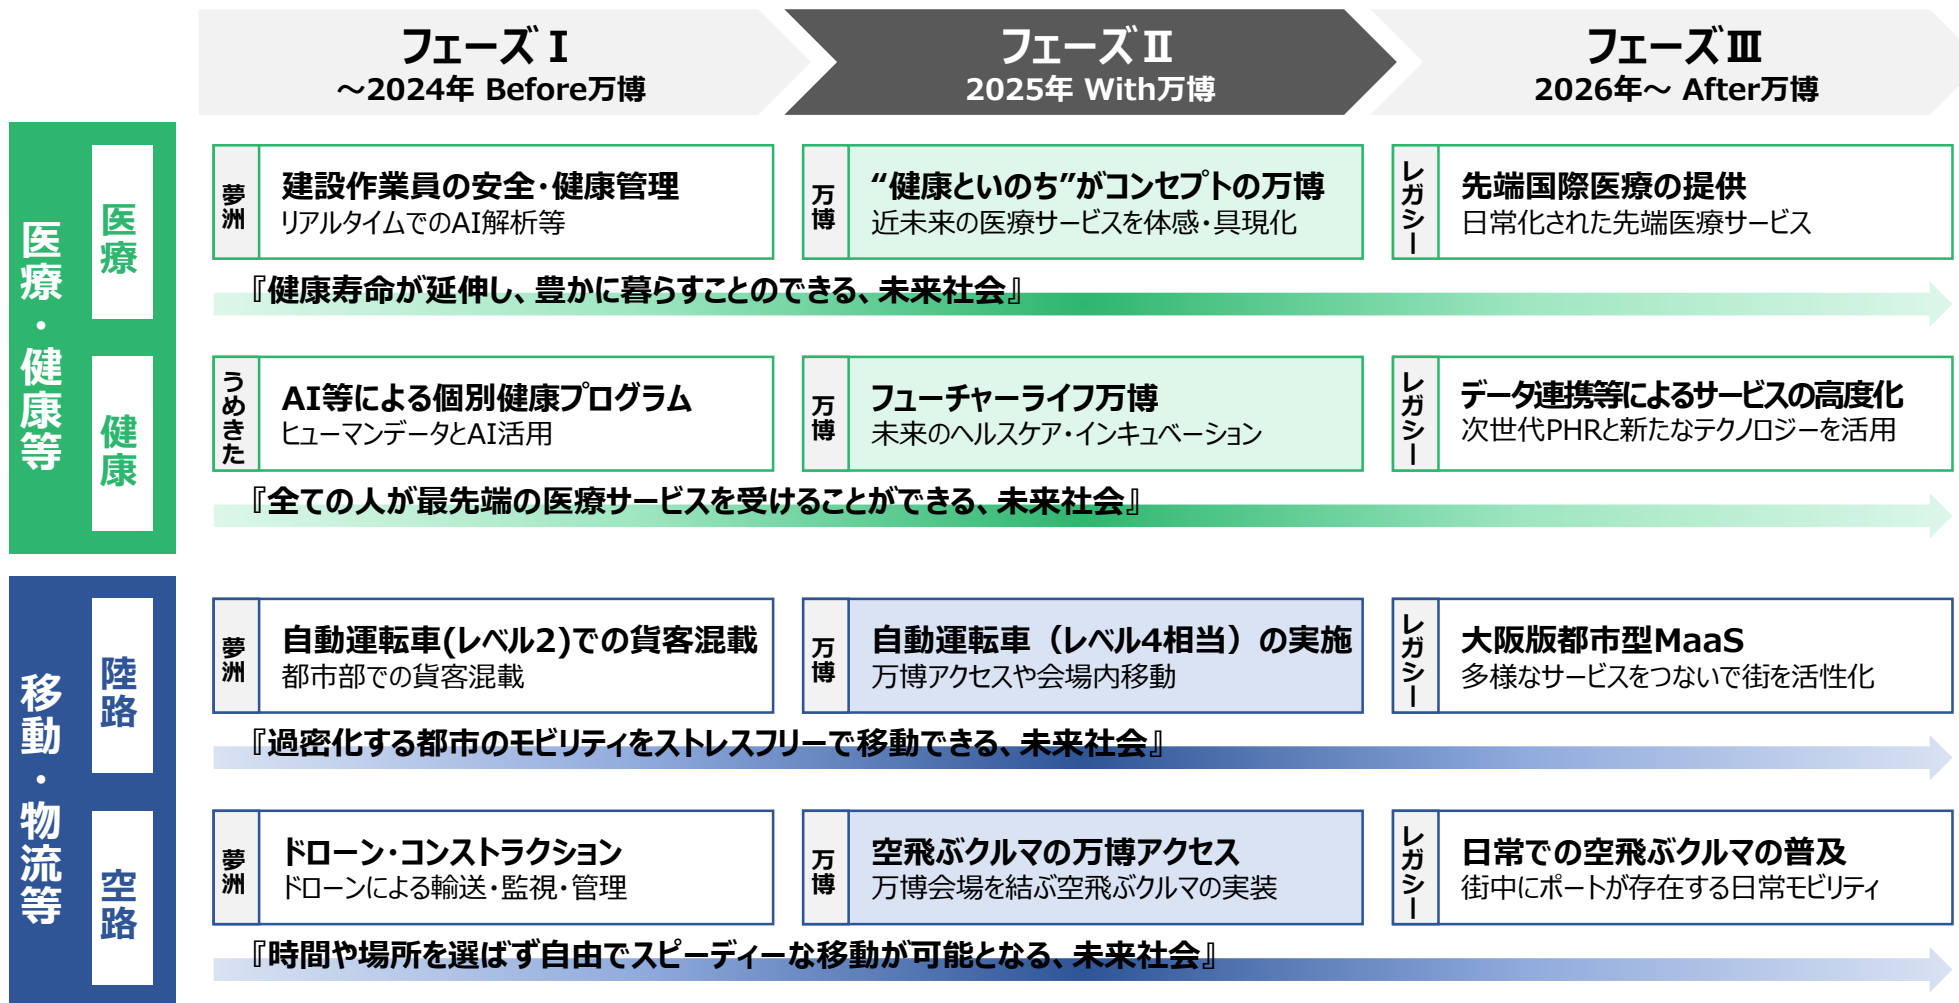 フェーズⅠ
～2024年 Before万博
フェーズⅡ
2025年 With万博
フェーズⅢ
2026年～ After万博
医療・健康等
医療
夢洲
建設作業員の安全・健康管理
リアルタイムでのAI解析等
万博
“健康といのち”がコンセプトの万博
近未来の医療サービスを体感・具現化
レガシー
先端国際医療の提供
日常化された先端医療サービス
『健康寿命が延伸し、豊かに暮らすことのできる、未来社会』
健康
うめきた
AI等による個別健康プログラム
ヒューマンデータとAI活用
万博
フューチャーライフ万博
未来のヘルスケア・インキュベーション
レガシー
データ連携等によるサービスの高度化
次世代PHRと新たなテクノロジーを活用
『全ての人が最先端の医療サービスを受けることができる、未来社会』
移動・物流等
陸路
夢洲
自動運転車(レベル2)での貨客混載
都市部での貨客混載
万博
自動運転車（レベル4相当）の実施
万博アクセスや会場内移動
レガシー
大阪版都市型MaaS
多様なサービスをつないで街を活性化
『過密化する都市のモビリティをストレスフリーで移動できる、未来社会』
空路
夢洲
ドローン・コンストラクション
ドローンによる輸送・監視・管理
万博
空飛ぶクルマの万博アクセス
万博会場を結ぶ空飛ぶクルマの実装
レガシー
日常での空飛ぶクルマの普及
街中にポートが存在する日常モビリティ
『時間や場所を選ばず自由でスピーディーな移動が可能となる、未来社会』